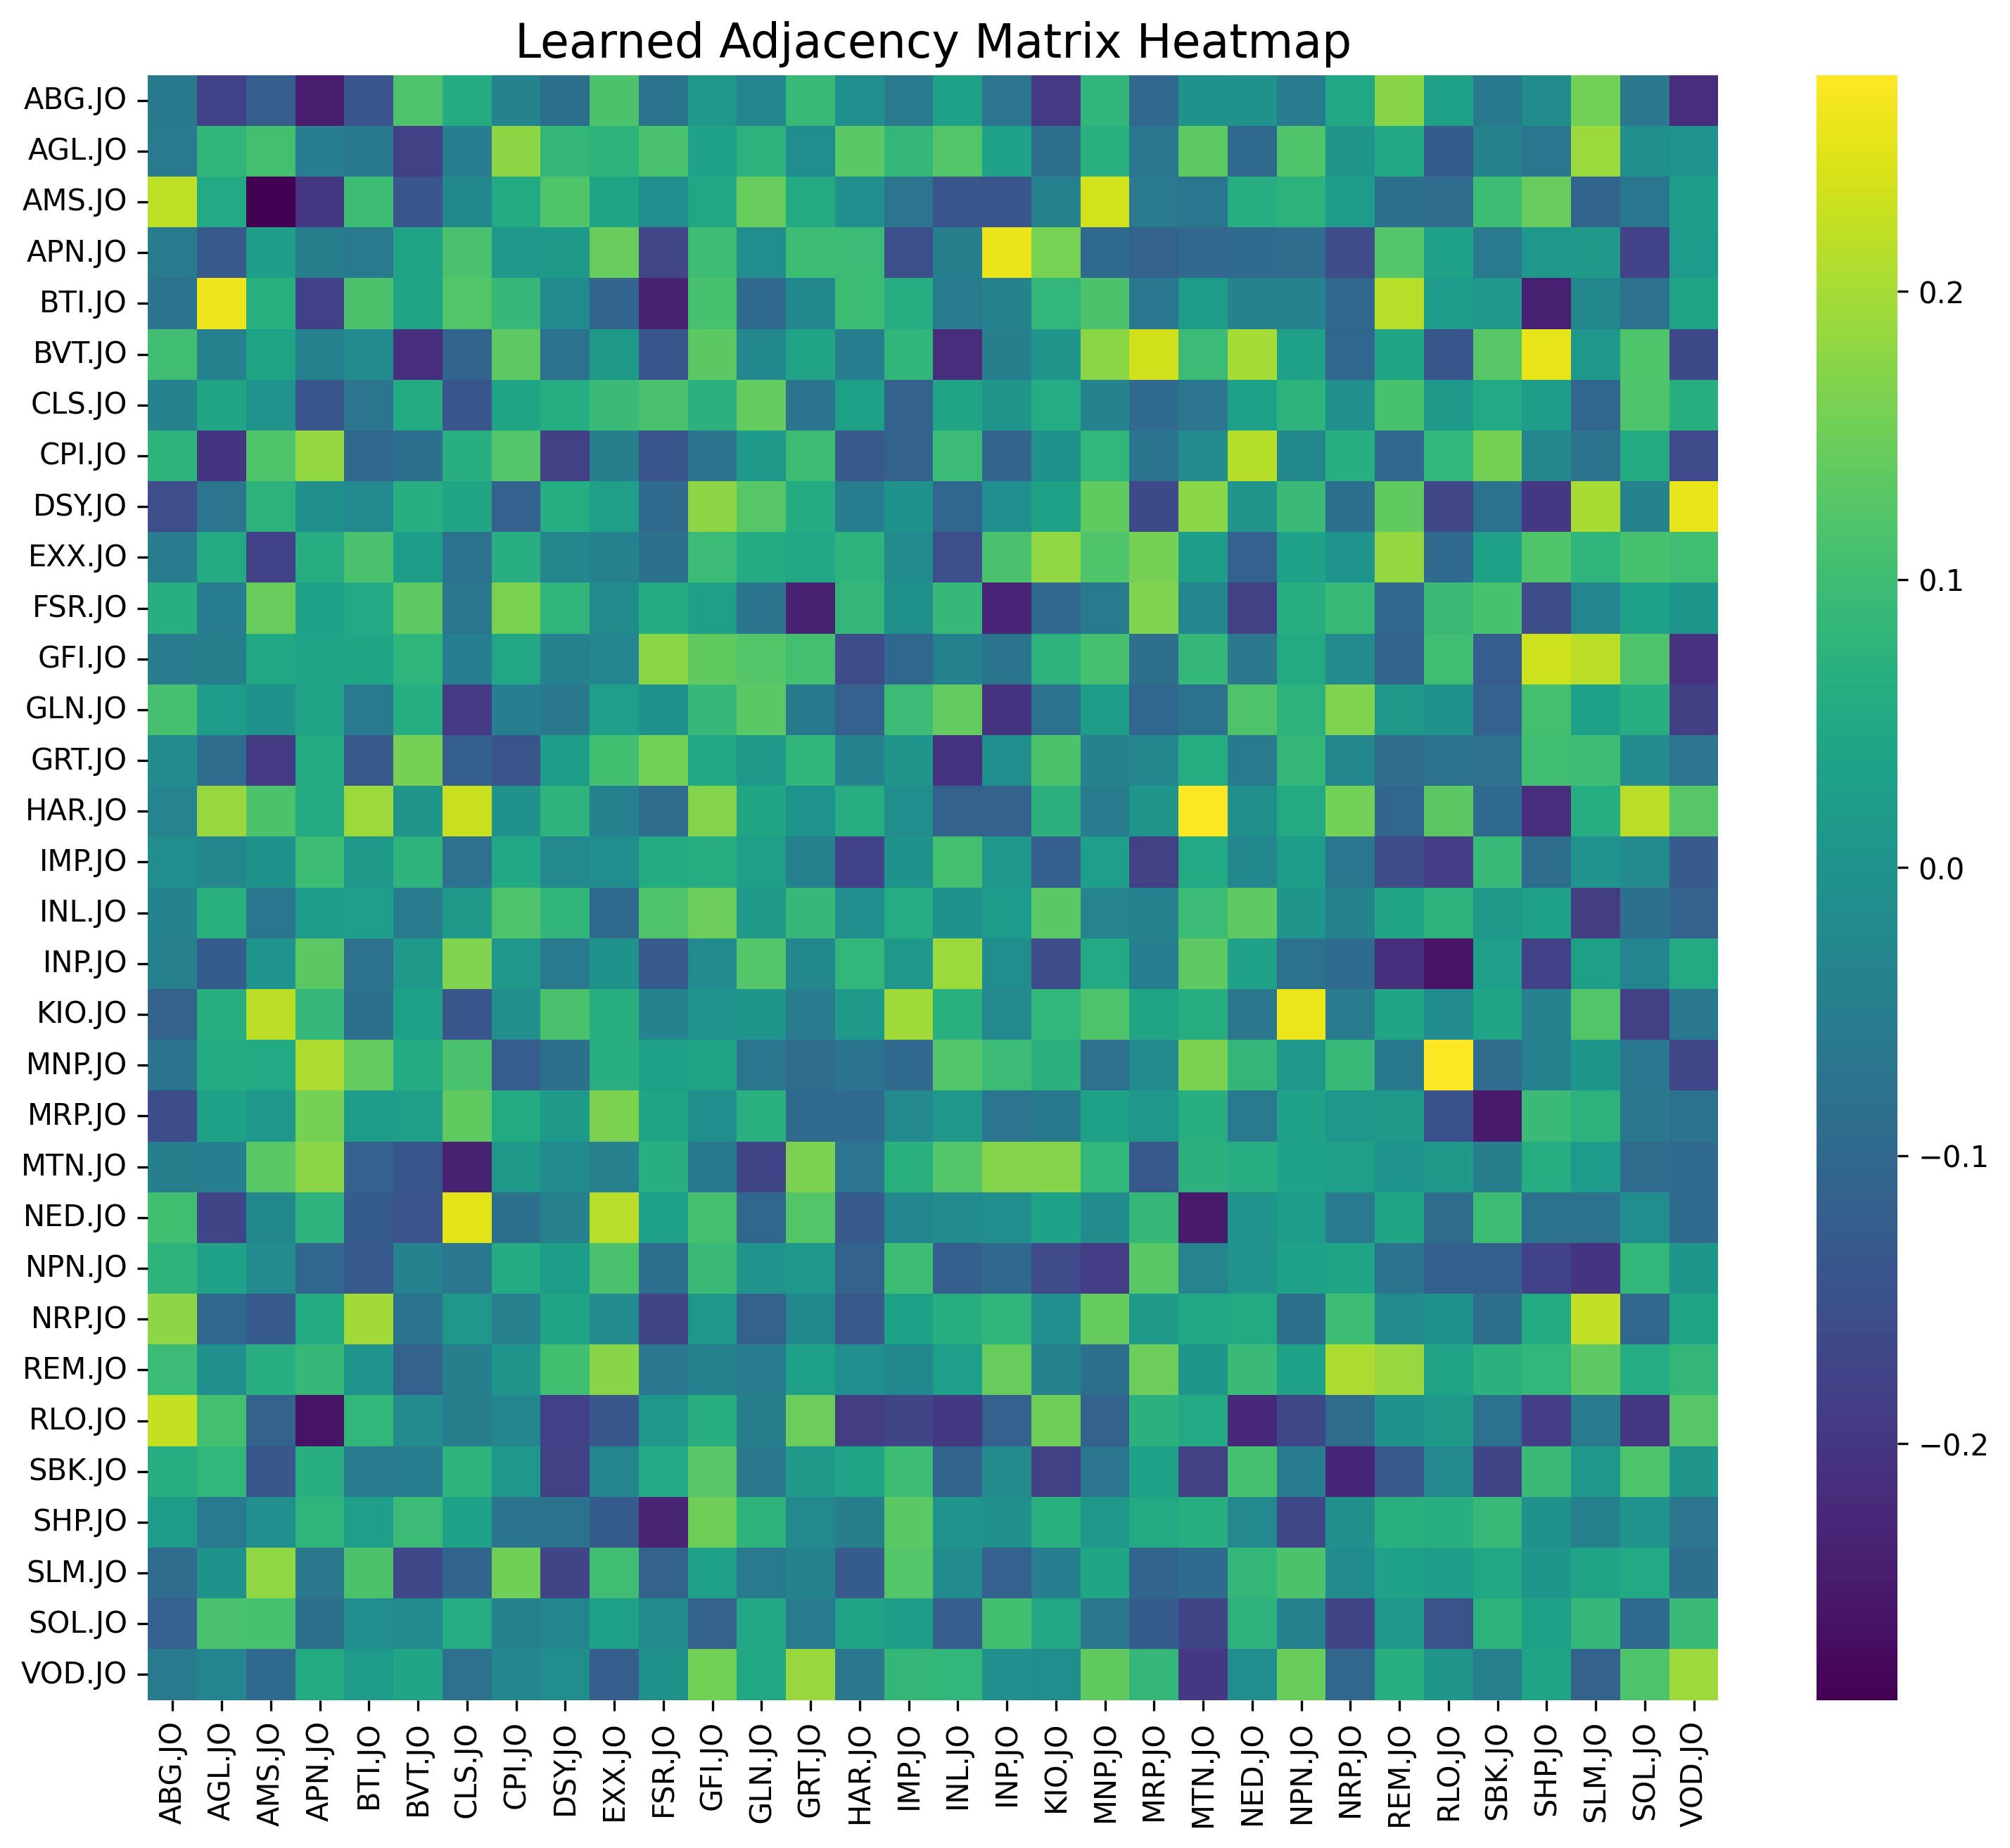 Learned Adjacency Matrix Heatmap
ABG.JO
AGL.JO
AMS.JO
APN.JO
BTI.JO
BVT.JO
CLS.JO
CPI.JO
DSY.JO
EXX.JO
FSR.JO
GFI.JO
GLN.JO
GRT.JO
HAR.JO
IMP.JO
INL.JO
INP.JO
KIO.JO
MNP.JO
MRP.JO
MTN.JO
NED.JO
NPN.JO
NRP.JO
REM.JO
RLO.JO
SBK.JO
SHP.JO
SLM.JO
SOL.JO
VOD.JO
ABG.JO AGL.JO AMS.JO APN.JO BTI.JO BVT.JO CLS.JO CPI.JO DSY.JO EXX.JO FSR.JO GFI.JO GLN.JO GRT.JO HAR.JO IMP.JO INL.JO INP.JO KIO.JO MNP.JO MRP.JO MTN.JO NED.JO NPN.JO NRP.JO REM.JO RLO.JO SBK.JO SHP.JO SLM.JO SOL.JO VOD.JO
0.2
0.1
0.0
−0.1
−0.2